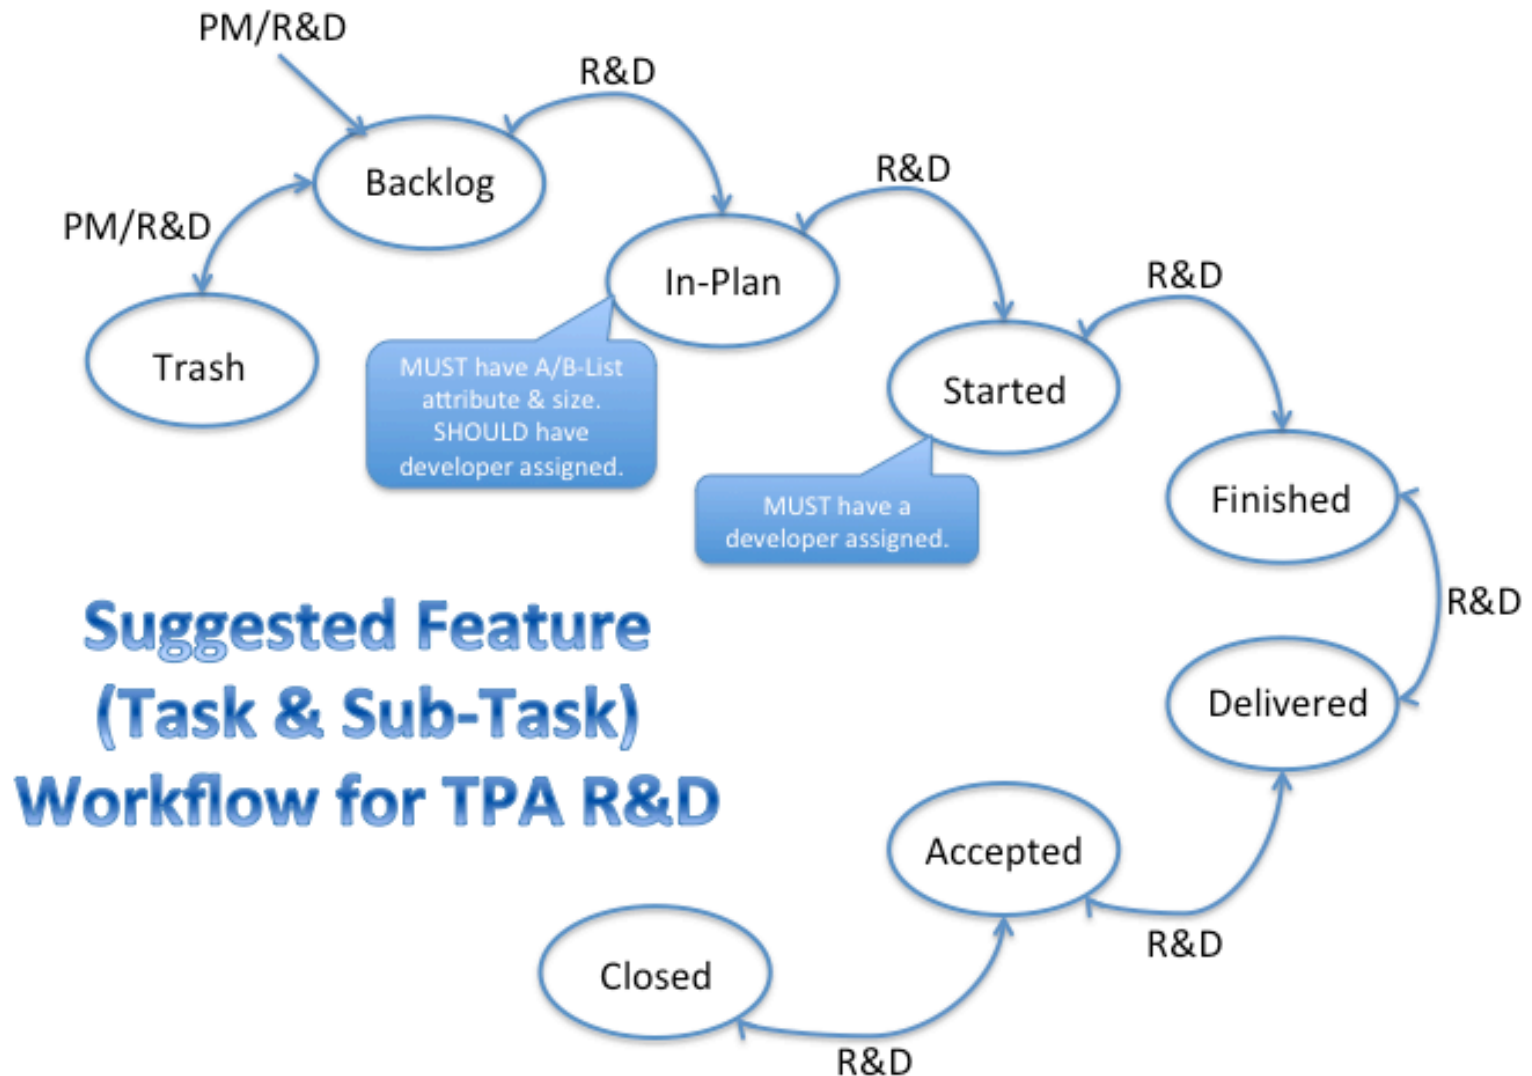 PM/R&D
R&D
Backlog
R&D
PM/R&D
In-Plan
R&D
Trash
MUST have A/B-List
attribute & size.
SHOULD have
developer assigned.
Started
MUST have a
developer assigned.
Finished
R&D
Suggested Feature
(Task & Sub-Task)
Workflow for TPA R&D
Delivered
Accepted
R&D
Closed
R&D